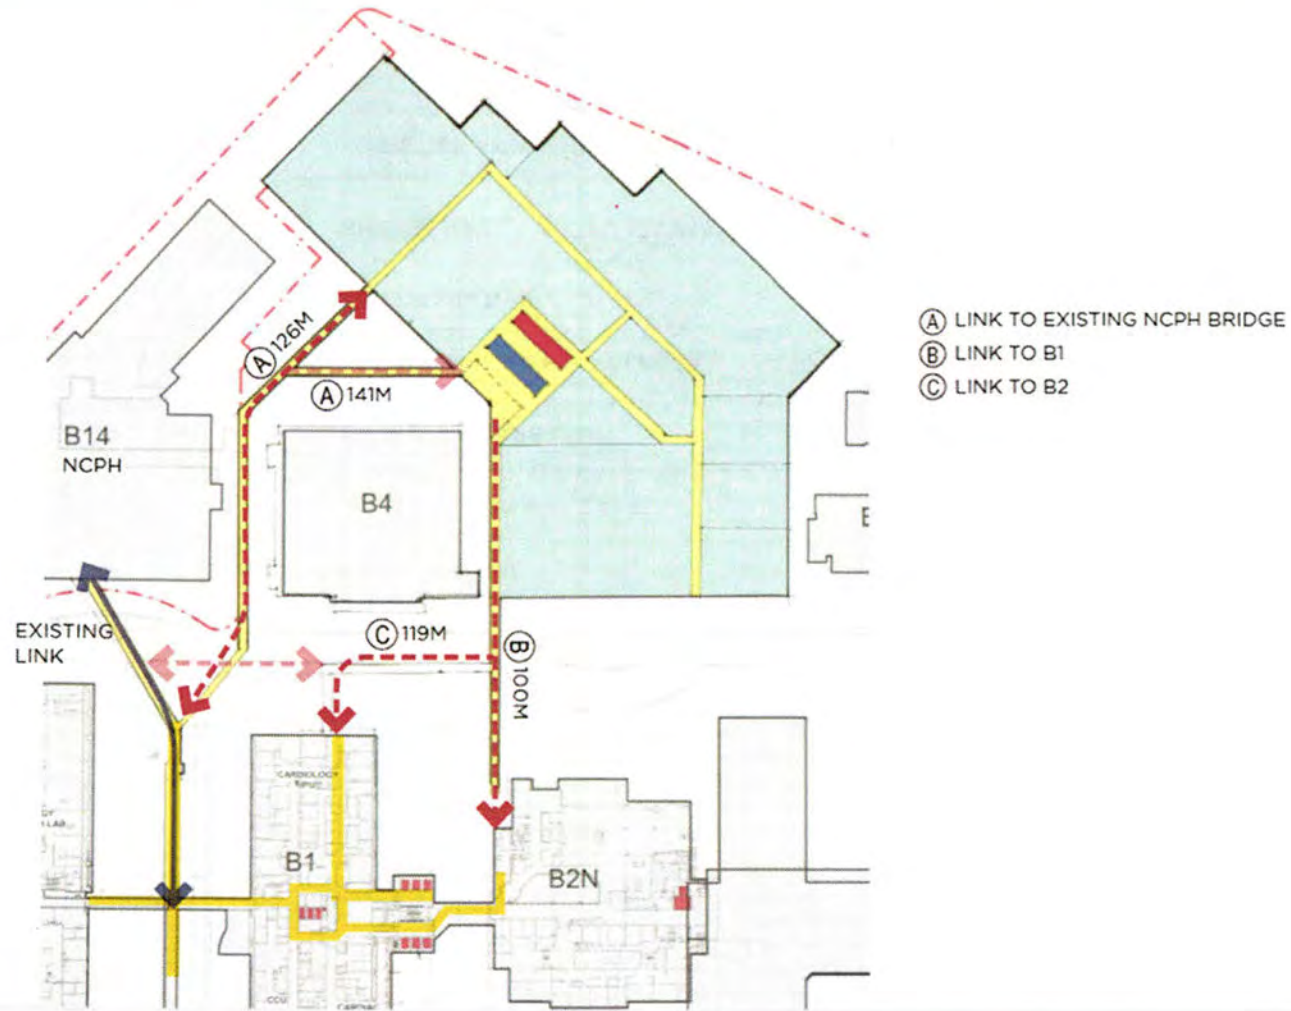 Ⓐ 126M
Ⓐ 141M
Ⓐ LINK TO EXISTING NCPH BRIDGE
Ⓑ LINK TO B1
Ⓒ LINK TO B2
B14
NCPH
B4
EXISTING
LINK
Ⓒ 119M
Ⓑ 100M
CARDIOLOGY
B1
B2N
CCU